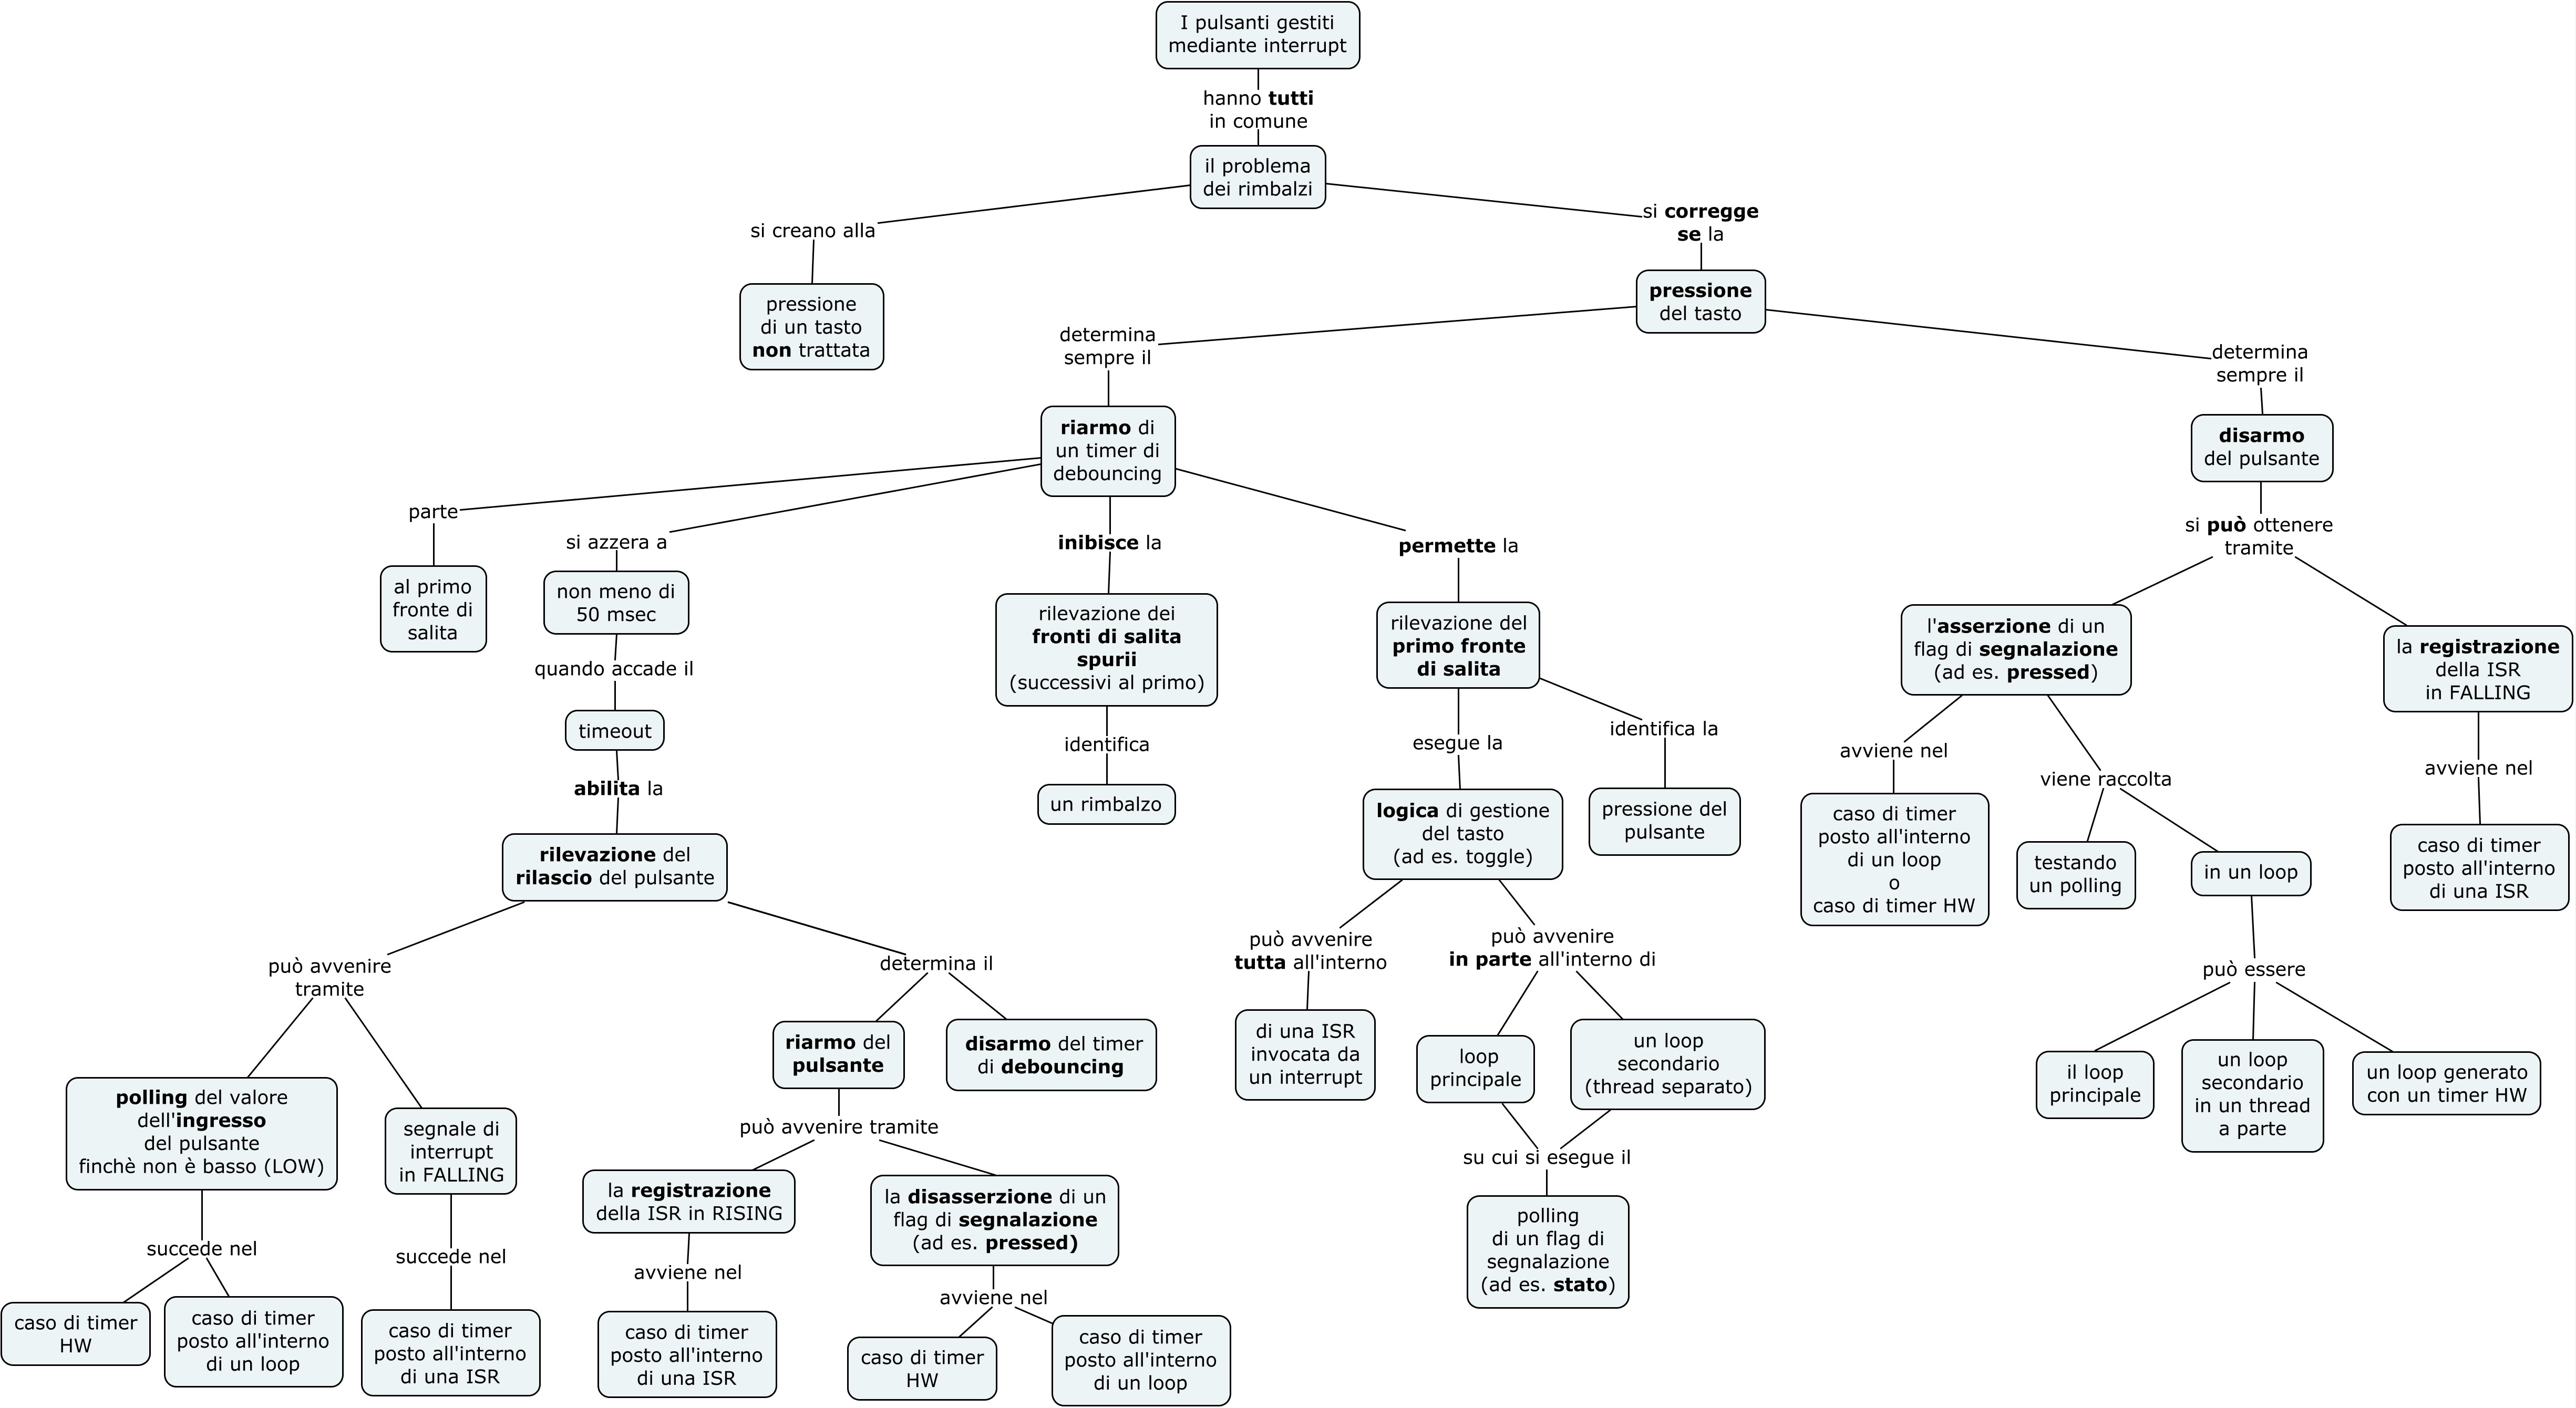 I pulsanti gestiti
mediante interrupt
hanno tutti
in comune
il problema
dei rimbalzi
si creano alla
pressione
di un tasto
non trattata
si corregge
se la
pressione
del tasto
determina
sempre il
riarmo di
un timer di
debouncing
parte
al primo
fronte di
salita
si azzera a
non meno di
50 msec
quando accade il
timeout
abilita la
rilevazione del
rilascio del pulsante
può avvenire
tramite
polling del valore
dell'ingresso
del pulsante
finchè non è basso (LOW)
succede nel
caso di timer
HW
caso di timer
posto all'interno
di un loop
segnale di
interrupt
in FALLING
succede nel
caso di timer
posto all'interno
di una ISR
determina il
riarmo del
pulsante
può avvenire tramite
la registrazione
della ISR in RISING
avviene nel
caso di timer
posto all'interno
di una ISR
la disasserzione di un
flag di segnalazione
(ad es. pressed)
avviene nel
caso di timer
HW
caso di timer
posto all'interno
di un loop
disarmo del timer
di debouncing
inibisce la
rilevazione dei
fronti di salita
spurii
(successivi al primo)
identifica
un rimbalzo
permette la
rilevazione del
primo fronte
di salita
esegue la
logica di gestione
del tasto
(ad es. toggle)
può avvenire
tutta all'interno
di una ISR
invocata da
un interrupt
può avvenire
in parte all'interno di
loop
principale
un loop
secondario
(thread separato)
su cui si esegue il
polling
di un flag di
segnalazione
(ad es. stato)
identifica la
pressione del
pulsante
determina
sempre il
disarmo
del pulsante
si può ottenere
tramite
l'asserzione di un
flag di segnalazione
(ad es. pressed)
avviene nel
caso di timer
posto all'interno
di un loop
o
caso di timer HW
viene raccolta
testando
un polling
in un loop
può essere
il loop
principale
un loop
secondario
in un thread
a parte
un loop generato
con un timer HW
la registrazione
della ISR
in FALLING
avviene nel
caso di timer
posto all'interno
di una ISR